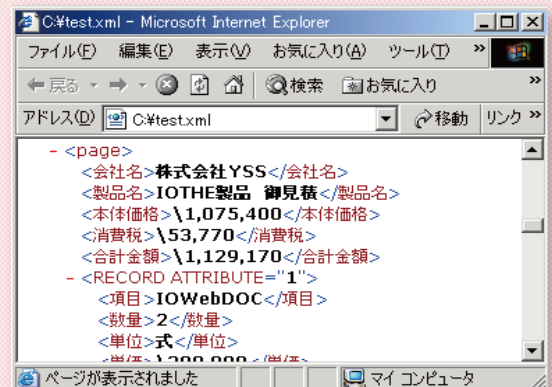 C:¥test.xml - Microsoft Internet Explorer
ファイル(F) 編集(E) 表示(V) お気に入り(A) ツール(T) »
戻る 検索 お気に入り »
アドレス(D) C:¥test.xml 移動 リンク »
- <page>
<会社名>株式会社YSS</会社名>
<製品名>IOTHE製品 御見積</製品名>
<本体価格>\1,075,400</本体価格>
<消費税>\53,770</消費税>
<合計金額>\1,129,170</合計金額>
- <RECORD ATTRIBUTE="1">
<項目>IOWebDOC</項目>
<数量>2</数量>
<単位>式</単位>
ページが表示されました マイ コンピュータ